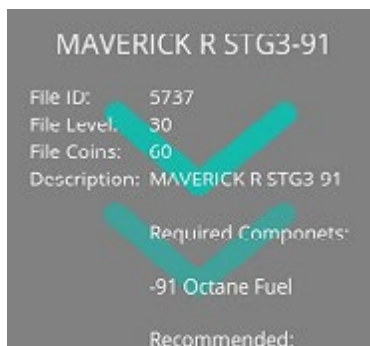 MAVERICK R STG3-91
File ID: 5737
File Level: 30
File Coins: 60
Description: MAVERICK R STG3-91
Required Componets:
-91 Octane Fuel
Recommended: